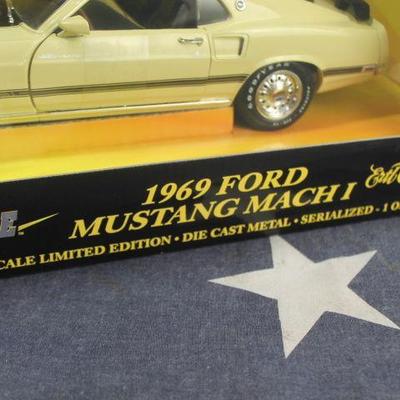 GOODYEAR
1969 FORD
MUSTANG MACH I
CALE LIMITED EDITION • DIE CAST METAL • SERIALIZED - 1 O